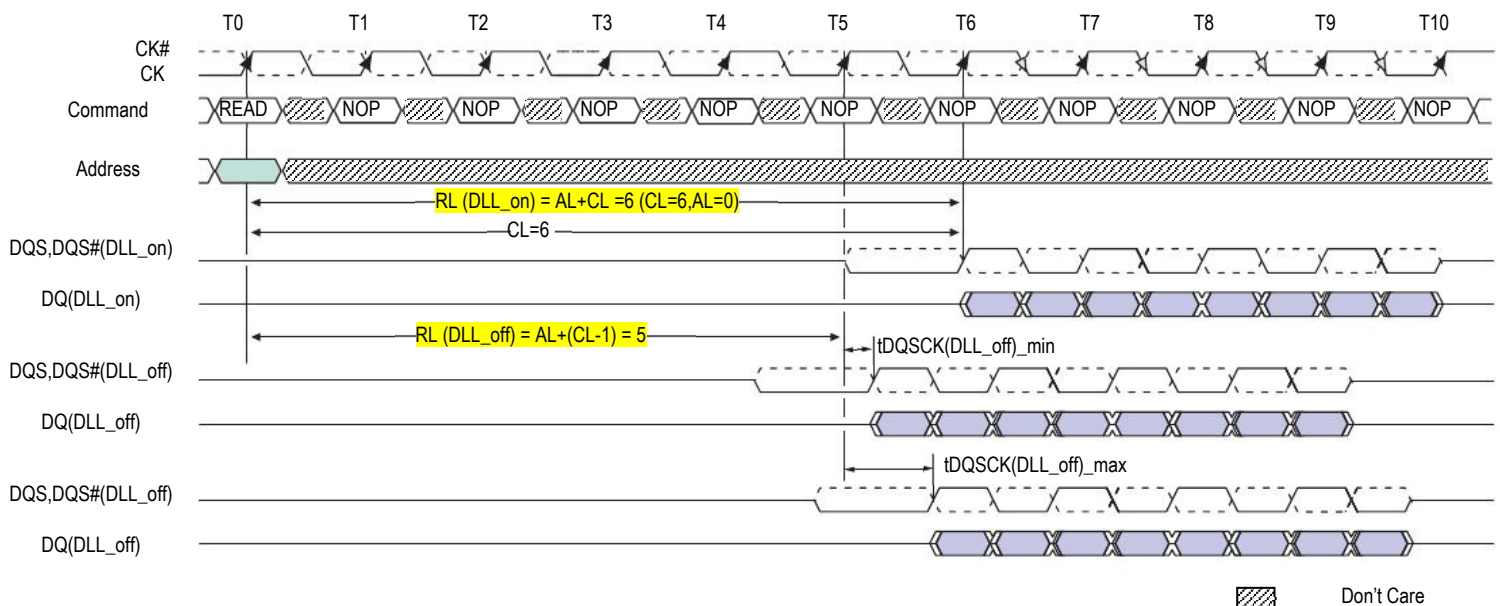 T0 T1 T2 T3 T4 T5 T6 T7 T8 T9 T10
CK#
CK
Command READ NOP NOP NOP NOP NOP NOP NOP NOP NOP NOP
Address
RL (DLL_on) = AL+CL =6 (CL=6,AL=0)
CL=6
DQS,DQS#(DLL_on)
DQ(DLL_on)
RL (DLL_off) = AL+(CL-1) = 5
tDQSCK(DLL_off)_min
DQS,DQS#(DLL_off)
DQ(DLL_off)
tDQSCK(DLL_off)_max
DQS,DQS#(DLL_off)
DQ(DLL_off)
Don't Care